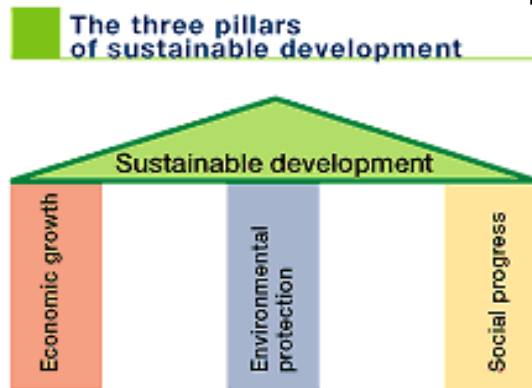 The three pillars
of sustainable development
Sustainable development
Economic growth
Environmental
protection
Social progress